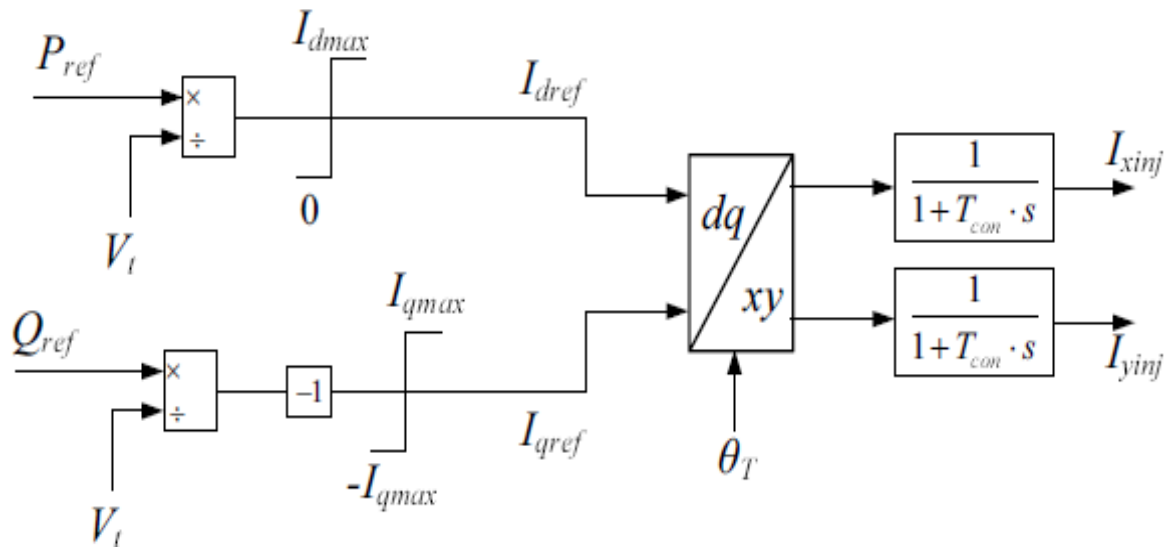 P_ref
×
÷
V_t
I_dmax
0
I_dref
Q_ref
×
÷
V_t
−1
I_qmax
-I_qmax
I_qref
dq
xy
θ_T
1
1+T_con · s
I_xinj
1
1+T_con · s
I_yinj